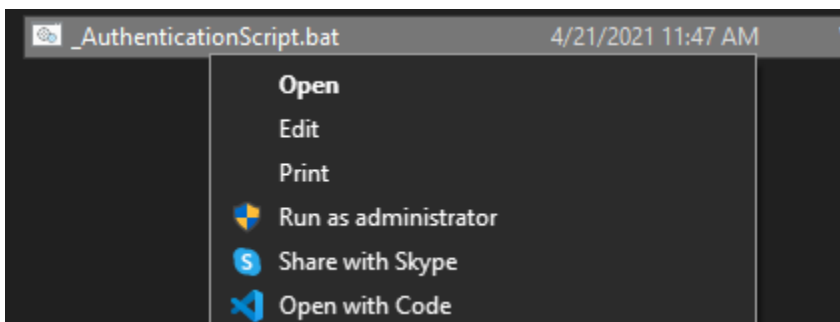 _AuthenticationScript.bat 4/21/2021 11:47 AM
Open
Edit
Print
Run as administrator
Share with Skype
Open with Code